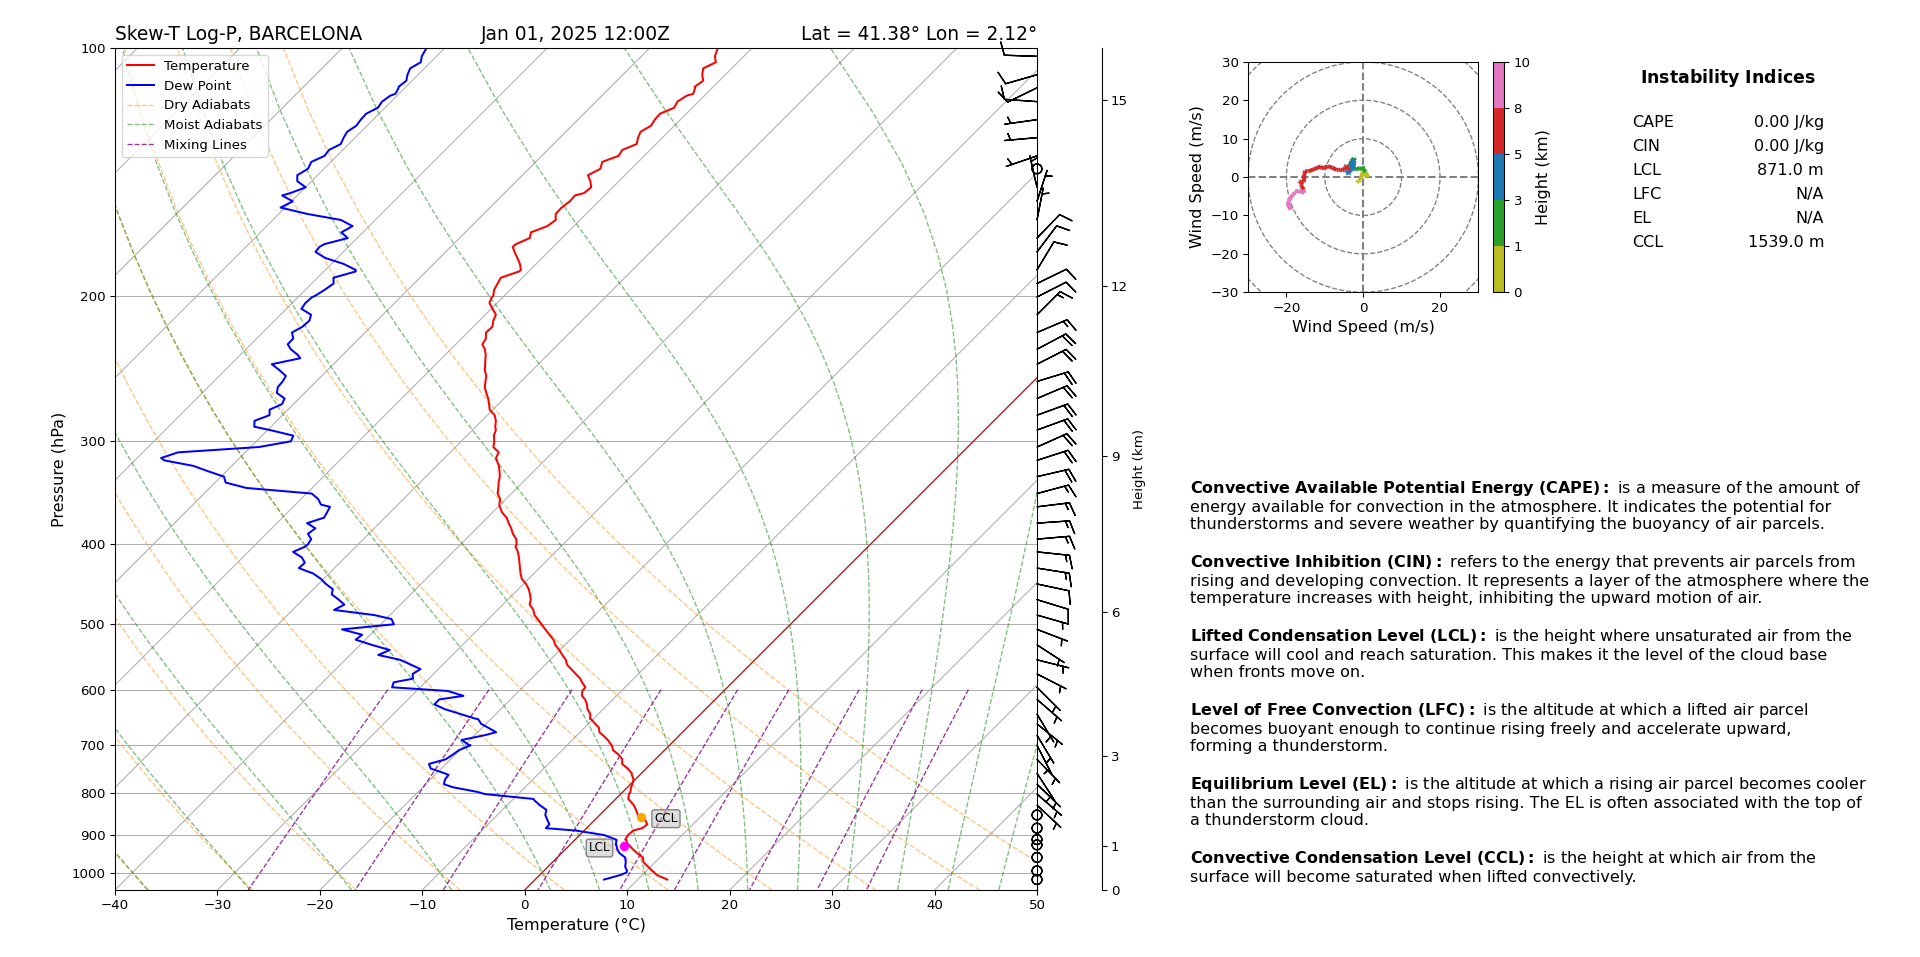 Skew-T Log-P, BARCELONA
Jan 01, 2025 12:00Z
Lat = 41.38° Lon = 2.12°
Temperature
Dew Point
Dry Adiabats
Moist Adiabats
Mixing Lines
100
200
300
400
500
600
700
800
900
1000
Pressure (hPa)
CCL
LCL
−40
−30
−20
−10
0
10
20
30
40
50
Temperature (°C)
15
12
9
6
3
1
0
Height (km)
30
20
10
0
−10
−20
−30
Wind Speed (m/s)
−20
0
20
Wind Speed (m/s)
10
8
5
3
1
0
Height (km)
Instability Indices
CAPE 0.00 J/kg
CIN 0.00 J/kg
LCL 871.0 m
LFC N/A
EL N/A
CCL 1539.0 m
Convective Available Potential Energy (CAPE): is a measure of the amount of
energy available for convection in the atmosphere. It indicates the potential for
thunderstorms and severe weather by quantifying the buoyancy of air parcels.
Convective Inhibition (CIN): refers to the energy that prevents air parcels from
rising and developing convection. It represents a layer of the atmosphere where the
temperature increases with height, inhibiting the upward motion of air.
Lifted Condensation Level (LCL): is the height where unsaturated air from the
surface will cool and reach saturation. This makes it the level of the cloud base
when fronts move on.
Level of Free Convection (LFC): is the altitude at which a lifted air parcel
becomes buoyant enough to continue rising freely and accelerate upward,
forming a thunderstorm.
Equilibrium Level (EL): is the altitude at which a rising air parcel becomes cooler
than the surrounding air and stops rising. The EL is often associated with the top of
a thunderstorm cloud.
Convective Condensation Level (CCL): is the height at which air from the
surface will become saturated when lifted convectively.